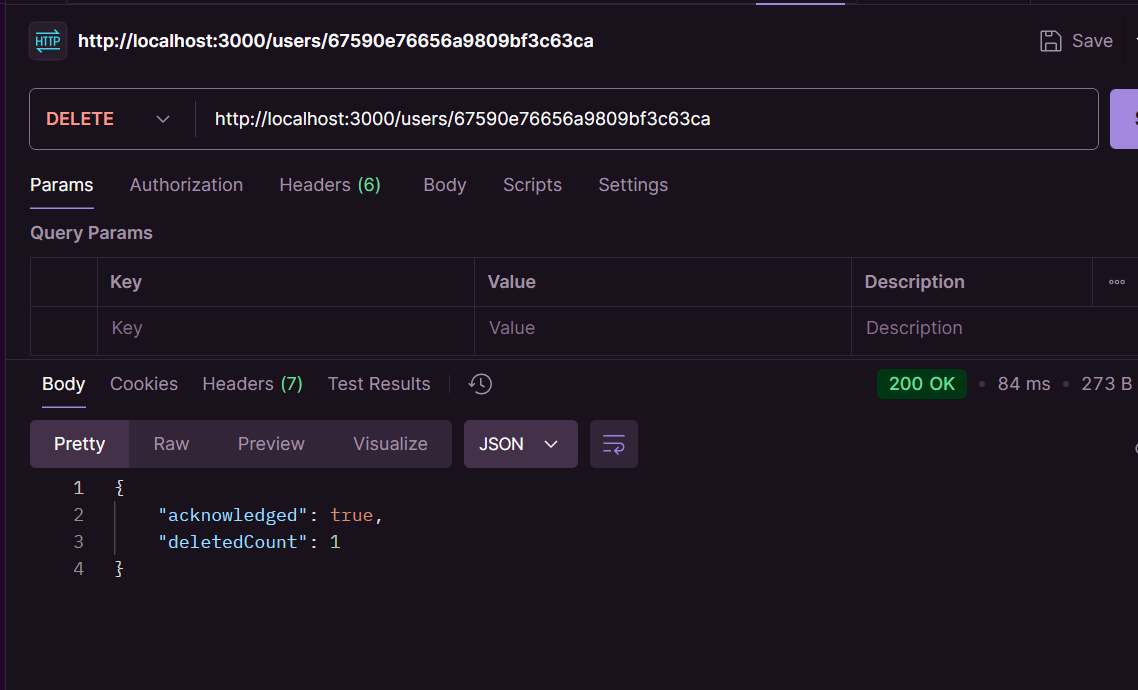 HTTP http://localhost:3000/users/67590e76656a9809bf3c63ca Save
DELETE http://localhost:3000/users/67590e76656a9809bf3c63ca
Params Authorization Headers (6) Body Scripts Settings
Query Params
Key Value Description
Key Value Description
Body Cookies Headers (7) Test Results 200 OK 84 ms 273 B
Pretty Raw Preview Visualize JSON
1 {
2 "acknowledged": true,
3 "deletedCount": 1
4 }